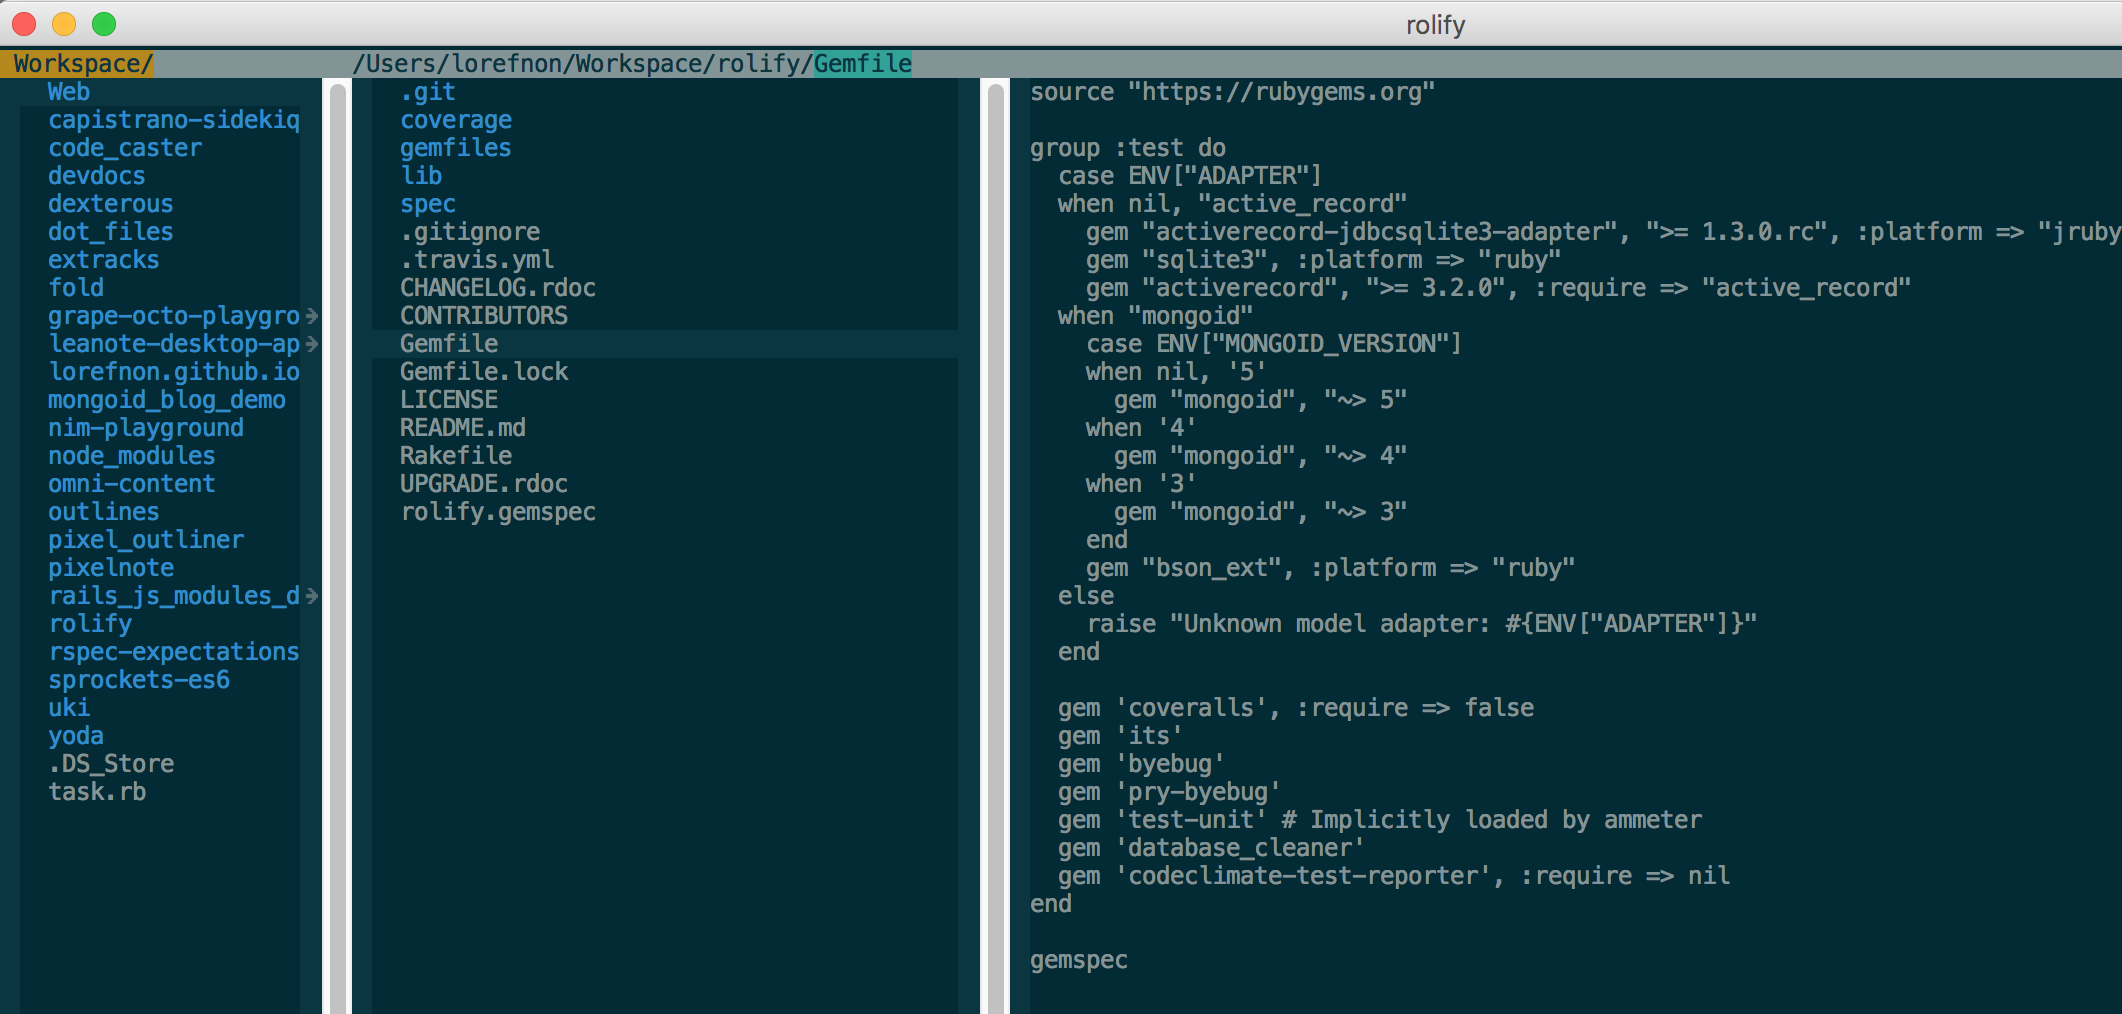 rolify
Workspace/
/Users/lorefnon/Workspace/rolify/Gemfile
Web
capistrano-sidekiq
code_caster
devdocs
dexterous
dot_files
extracks
fold
grape-octo-playgro
leanote-desktop-ap
lorefnon.github.io
mongoid_blog_demo
nim-playground
node_modules
omni-content
outlines
pixel_outliner
pixelnote
rails_js_modules_d
rolify
rspec-expectations
sprockets-es6
uki
yoda
.DS_Store
task.rb
.git
coverage
gemfiles
lib
spec
.gitignore
.travis.yml
CHANGELOG.rdoc
CONTRIBUTORS
Gemfile
Gemfile.lock
LICENSE
README.md
Rakefile
UPGRADE.rdoc
rolify.gemspec
source "https://rubygems.org"
group :test do
  case ENV["ADAPTER"]
  when nil, "active_record"
    gem "activerecord-jdbcsqlite3-adapter", ">= 1.3.0.rc", :platform => "jruby
    gem "sqlite3", :platform => "ruby"
    gem "activerecord", ">= 3.2.0", :require => "active_record"
  when "mongoid"
    case ENV["MONGOID_VERSION"]
    when nil, '5'
      gem "mongoid", "~> 5"
    when '4'
      gem "mongoid", "~> 4"
    when '3'
      gem "mongoid", "~> 3"
    end
    gem "bson_ext", :platform => "ruby"
  else
    raise "Unknown model adapter: #{ENV["ADAPTER"]}"
  end
  gem 'coveralls', :require => false
  gem 'its'
  gem 'byebug'
  gem 'pry-byebug'
  gem 'test-unit' # Implicitly loaded by ammeter
  gem 'database_cleaner'
  gem 'codeclimate-test-reporter', :require => nil
end
gemspec